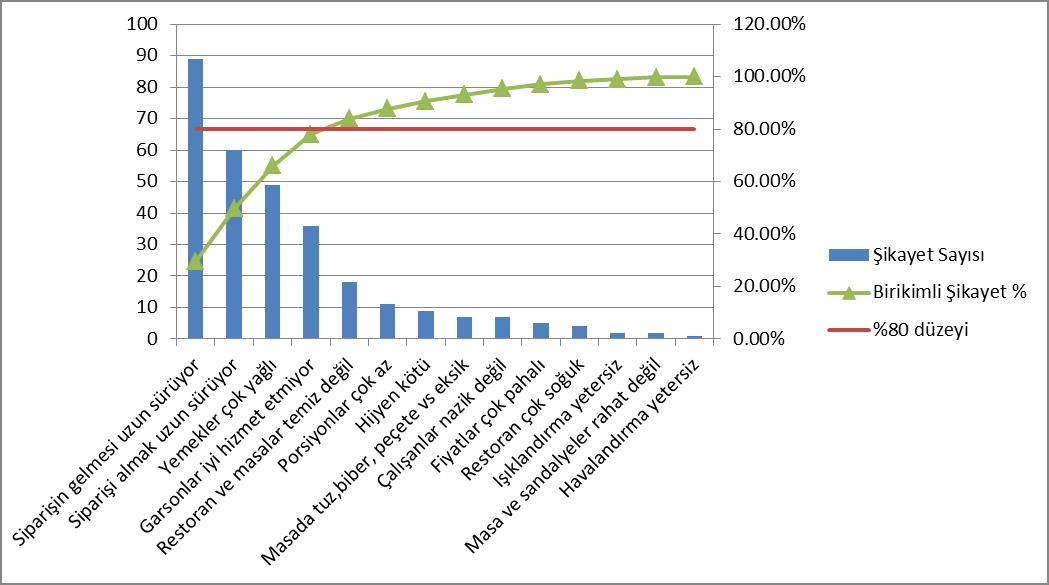 100
90
80
70
60
50
40
30
20
10
0
120.00%
100.00%
80.00%
60.00%
40.00%
20.00%
0.00%
Siparişin gelmesi uzun sürüyor
Siparişi almak uzun sürüyor
Yemekler çok yağlı
Garsonlar iyi hizmet etmiyor
Restoran ve masalar temiz değil
Porsiyonlar çok az
Hijyen kötü
Masada tuz,biber, peçete vs eksik
Çalışanlar nazik değil
Fiyatlar çok pahalı
Restoran çok soğuk
Işıklandırma yetersiz
Masa ve sandalyeler rahat değil
Havalandırma yetersiz
Şikayet Sayısı
Birikimli Şikayet %
%80 düzeyi